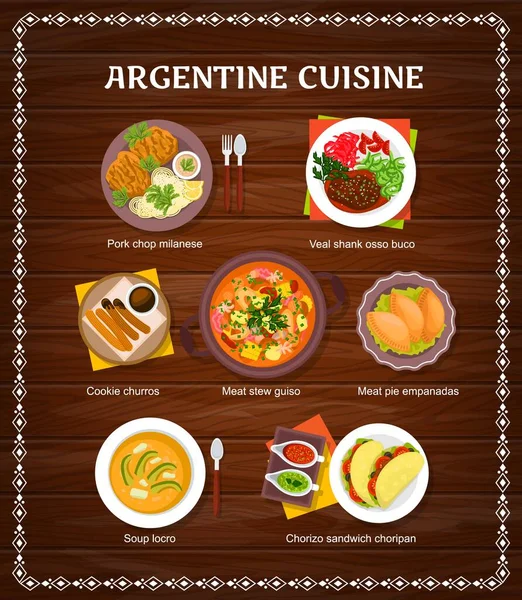 ARGENTINE CUISINE
Pork chop milanese
Veal shank osso buco
Cookie churros
Meat stew guiso
Meat pie empanadas
Soup locro
Chorizo sandwich choripan